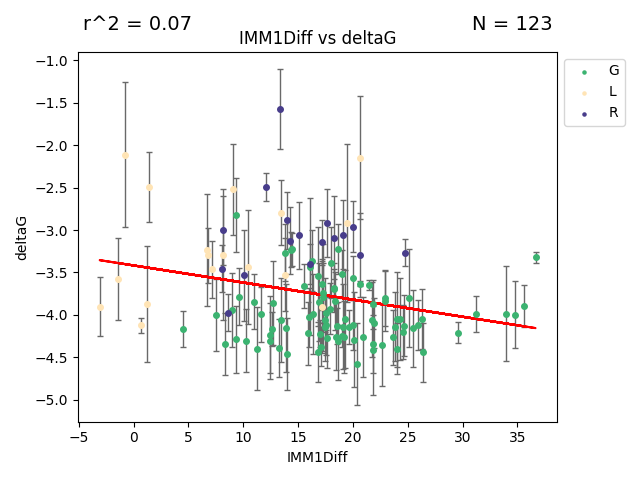 r^2 = 0.07
N = 123
IMM1Diff vs deltaG
G
L
R
deltaG
−1.0
−1.5
−2.0
−2.5
−3.0
−3.5
−4.0
−4.5
−5.0
−5
0
5
10
15
20
25
30
35
IMM1Diff